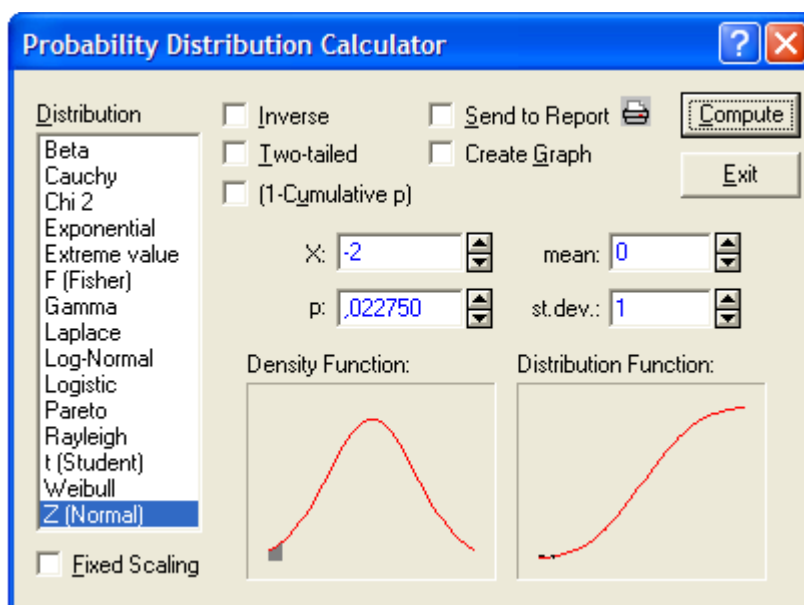 Probability Distribution Calculator
Distribution
Beta
Cauchy
Chi 2
Exponential
Extreme value
F (Fisher)
Gamma
Laplace
Log-Normal
Logistic
Pareto
Rayleigh
t (Student)
Weibull
Z (Normal)
Fixed Scaling
Inverse
Two-tailed
(1-Cumulative p)
Send to Report
Create Graph
Compute
Exit
X: -2
mean: 0
p: ,022750
st.dev.: 1
Density Function:
Distribution Function: